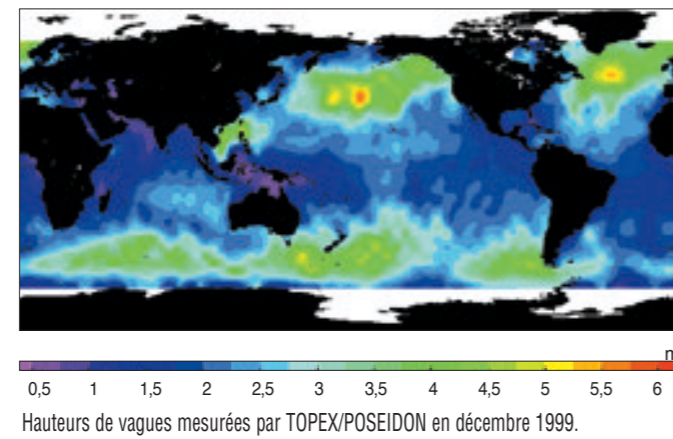 m
0,5 1 1,5 2 2,5 3 3,5 4 4,5 5 5,5 6
Hauteurs de vagues mesurées par TOPEX/POSEIDON en décembre 1999.